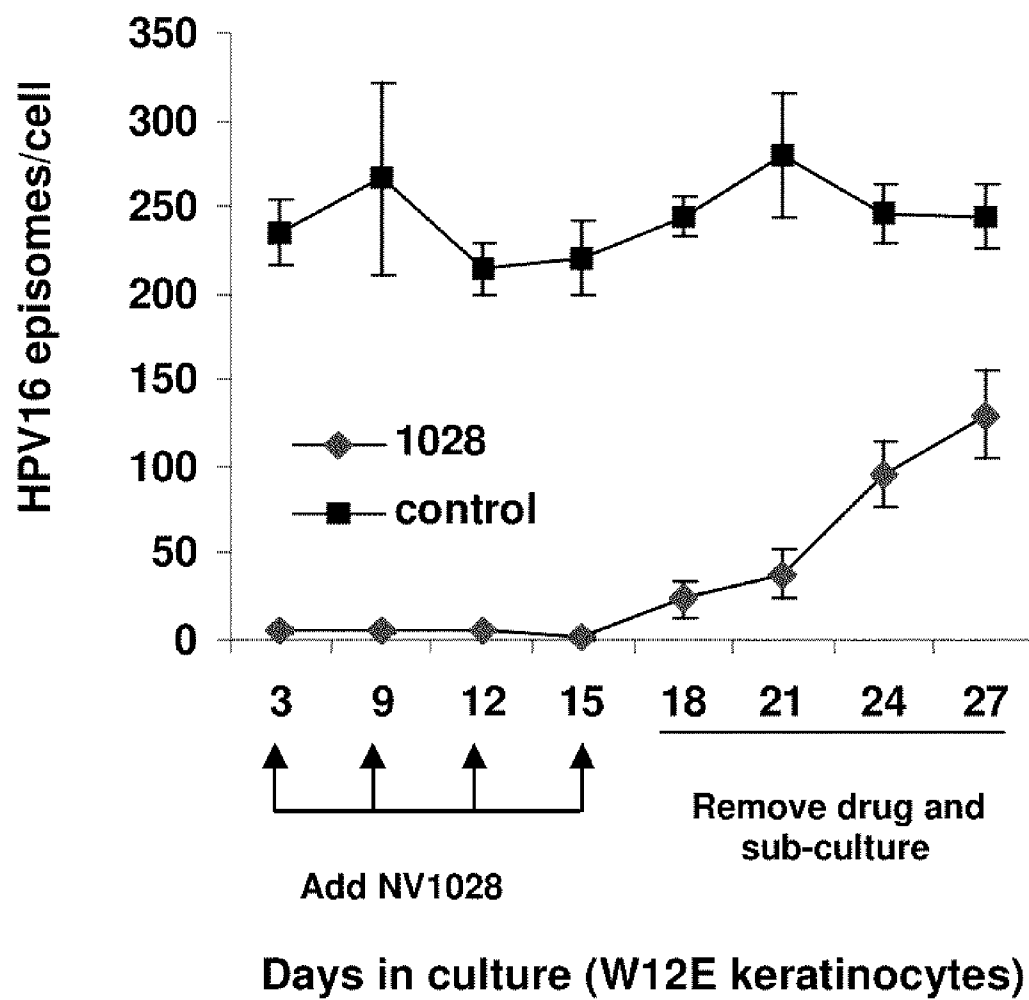 HPV16 episomes/cell
350
300
250
200
150
100
50
0
1028
control
3 9 12 15 18 21 24 27
Add NV1028
Remove drug and
sub-culture
Days in culture (W12E keratinocytes)